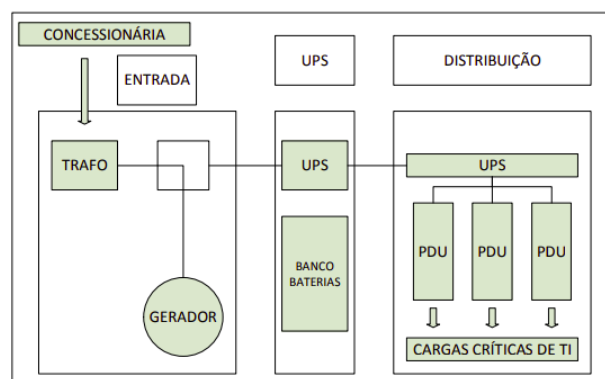 CONCESSIONÁRIA
ENTRADA
UPS
DISTRIBUIÇÃO
TRAFO
UPS
UPS
BANCO
BATERIAS
PDU
PDU
PDU
GERADOR
CARGAS CRÍTICAS DE TI